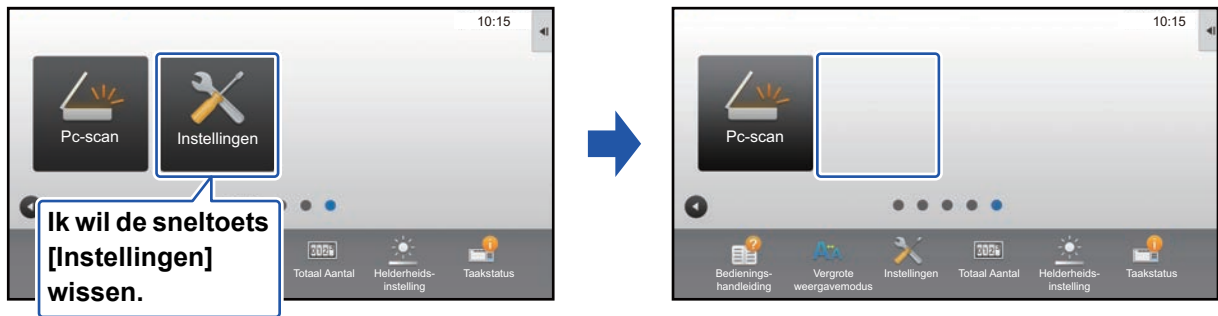 10:15
Pc-scan
Instellingen
Ik wil de sneltoets
[Instellingen]
wissen.
Totaal Aantal
Helderheids-
instelling
Taakstatus
10:15
Pc-scan
Bedienings-
handleiding
Vergrote
weergavemodus
Instellingen
Totaal Aantal
Helderheids-
instelling
Taakstatus